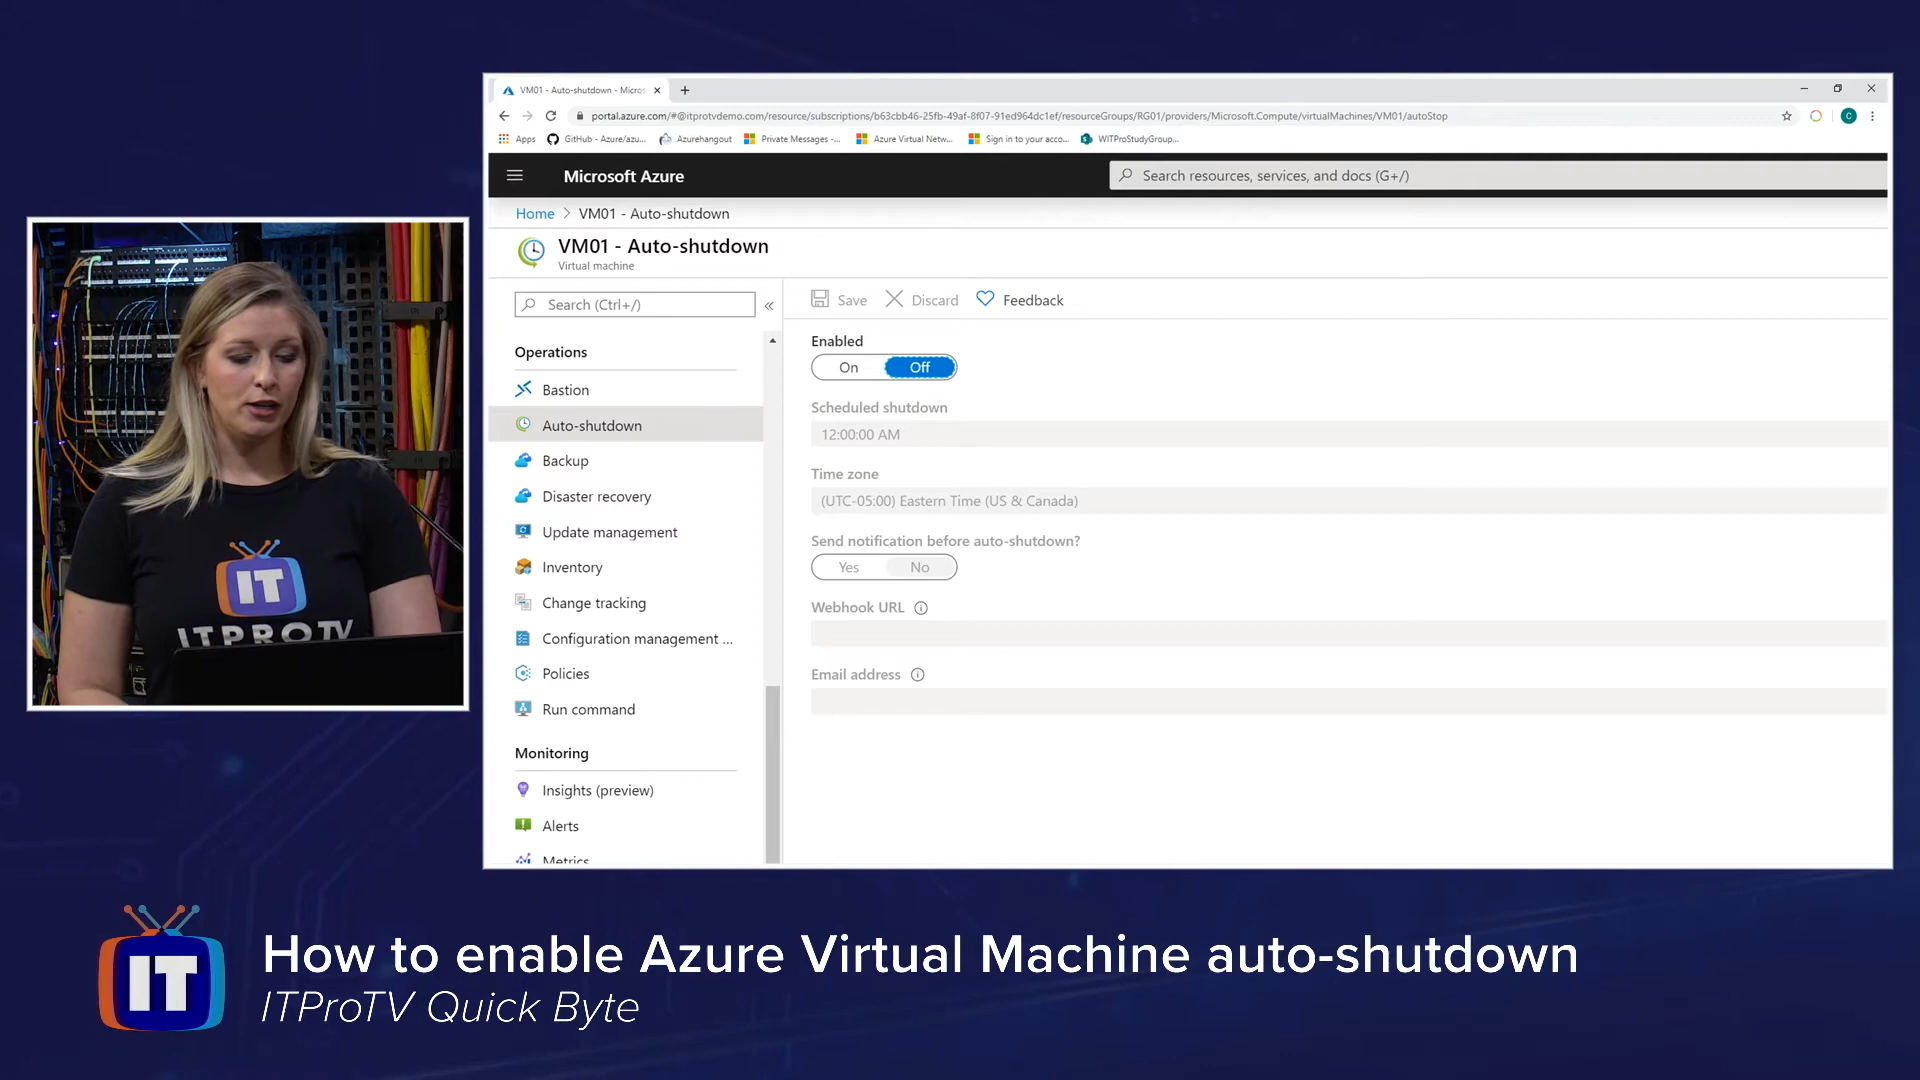 VM01 - Auto-shutdown - Micros
portal.azure.com/#@itprotvdemo.com/resource/subscriptions/b63cbb46-25fb-49af-8f07-91ed964dc1ef/resourceGroups/RG01/providers/Microsoft.Compute/virtualMachines/VM01/autoStop
C
Apps GitHub - Azure/azu... Azurehangout Private Messages -... Azure Virtual Netw... Sign in to your acco... WITProStudyGroup...
Microsoft Azure
Search resources, services, and docs (G+/)
Home > VM01 - Auto-shutdown
VM01 - Auto-shutdown
Virtual machine
Search (Ctrl+/)
«
Operations
Bastion
Auto-shutdown
Backup
Disaster recovery
Update management
Inventory
Change tracking
Configuration management ...
Policies
Run command
Monitoring
Insights (preview)
Alerts
Metrics
Save Discard Feedback
Enabled
On Off
Scheduled shutdown
12:00:00 AM
Time zone
(UTC-05:00) Eastern Time (US & Canada)
Send notification before auto-shutdown?
Yes No
Webhook URL
Email address
IT
ITPROTV
IT
How to enable Azure Virtual Machine auto-shutdown
ITProTV Quick Byte